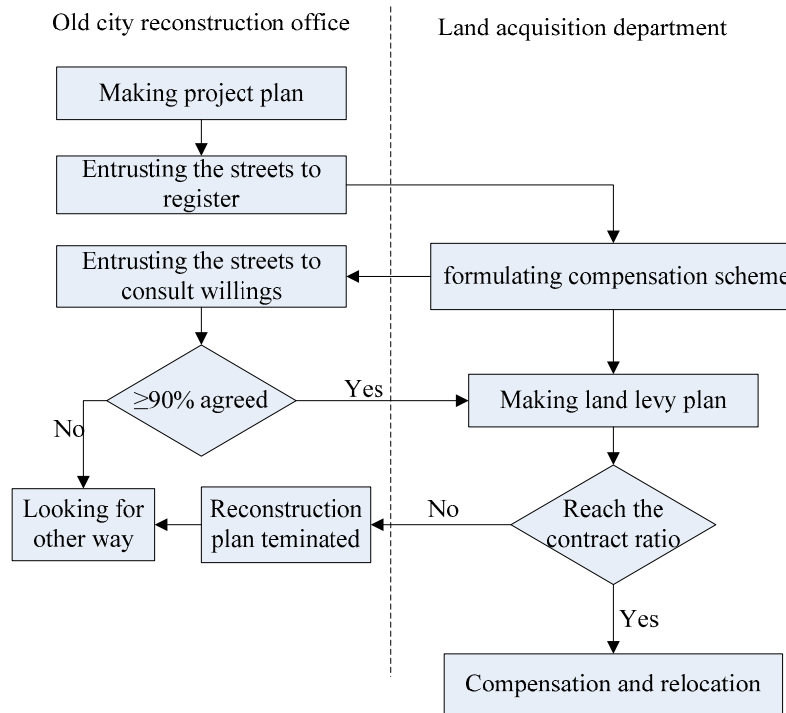 Old city reconstruction office
Land acquisition department
Making project plan
Entrusting the streets to
register
Entrusting the streets to
consult willings
formulating compensation scheme
≥90% agreed
Yes
Making land levy plan
No
Looking for
other way
Reconstruction
plan teminated
No
Reach the
contract ratio
Yes
Compensation and relocation